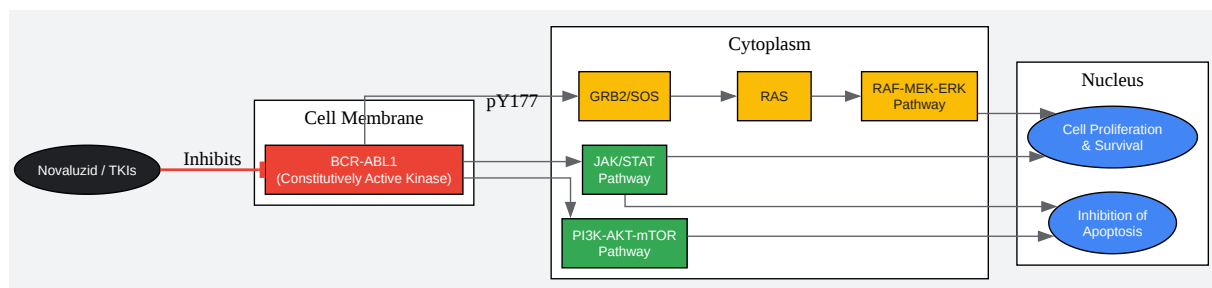 Cytoplasm
Nucleus
Cell Membrane
pY177
GRB2/SOS
RAS
RAF-MEK-ERK
Pathway
Cell Proliferation
& Survival
Novaluzid / TKIs
Inhibits
BCR-ABL1
(Constitutively Active Kinase)
JAK/STAT
Pathway
PI3K-AKT-mTOR
Pathway
Inhibition of
Apoptosis